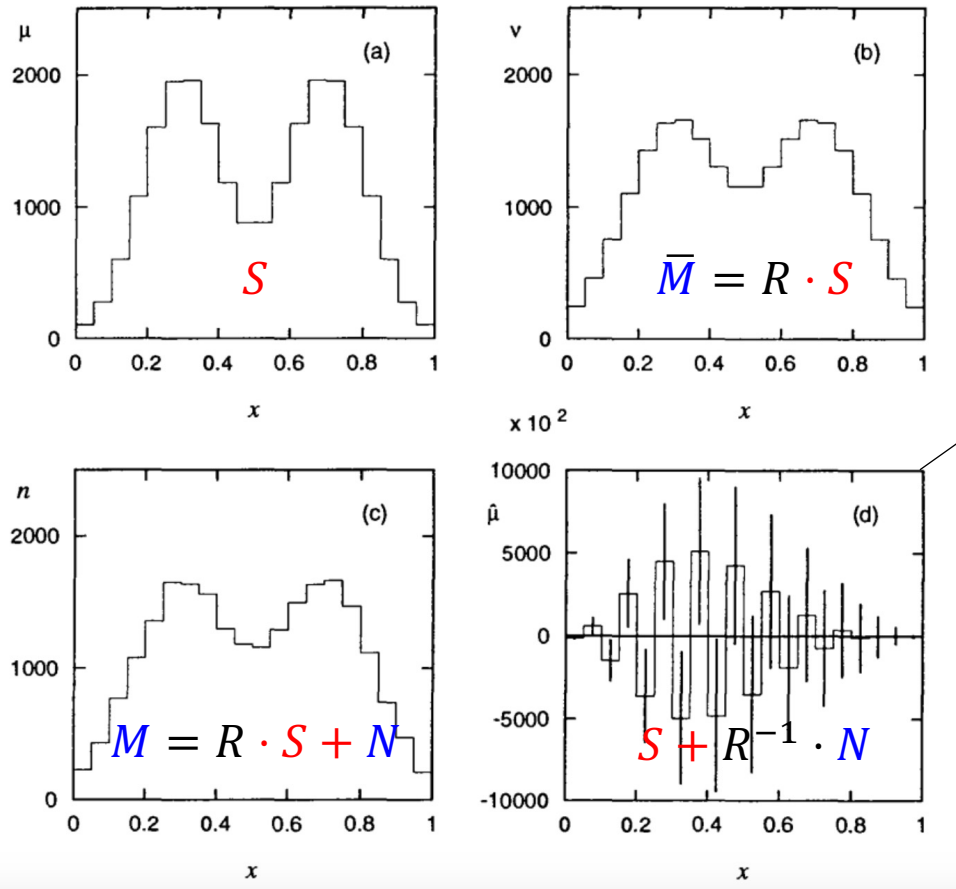 μ
(a)
2000
1000
0
S
0 0.2 0.4 0.6 0.8 1
x
ν
(b)
2000
1000
0
M̅ = R · S
0 0.2 0.4 0.6 0.8 1
x
n
(c)
2000
1000
0
M = R · S + N
0 0.2 0.4 0.6 0.8 1
x
x 10²
μ̂
(d)
10000
5000
0
-5000
-10000
S + R⁻¹ · N
0 0.2 0.4 0.6 0.8 1
x